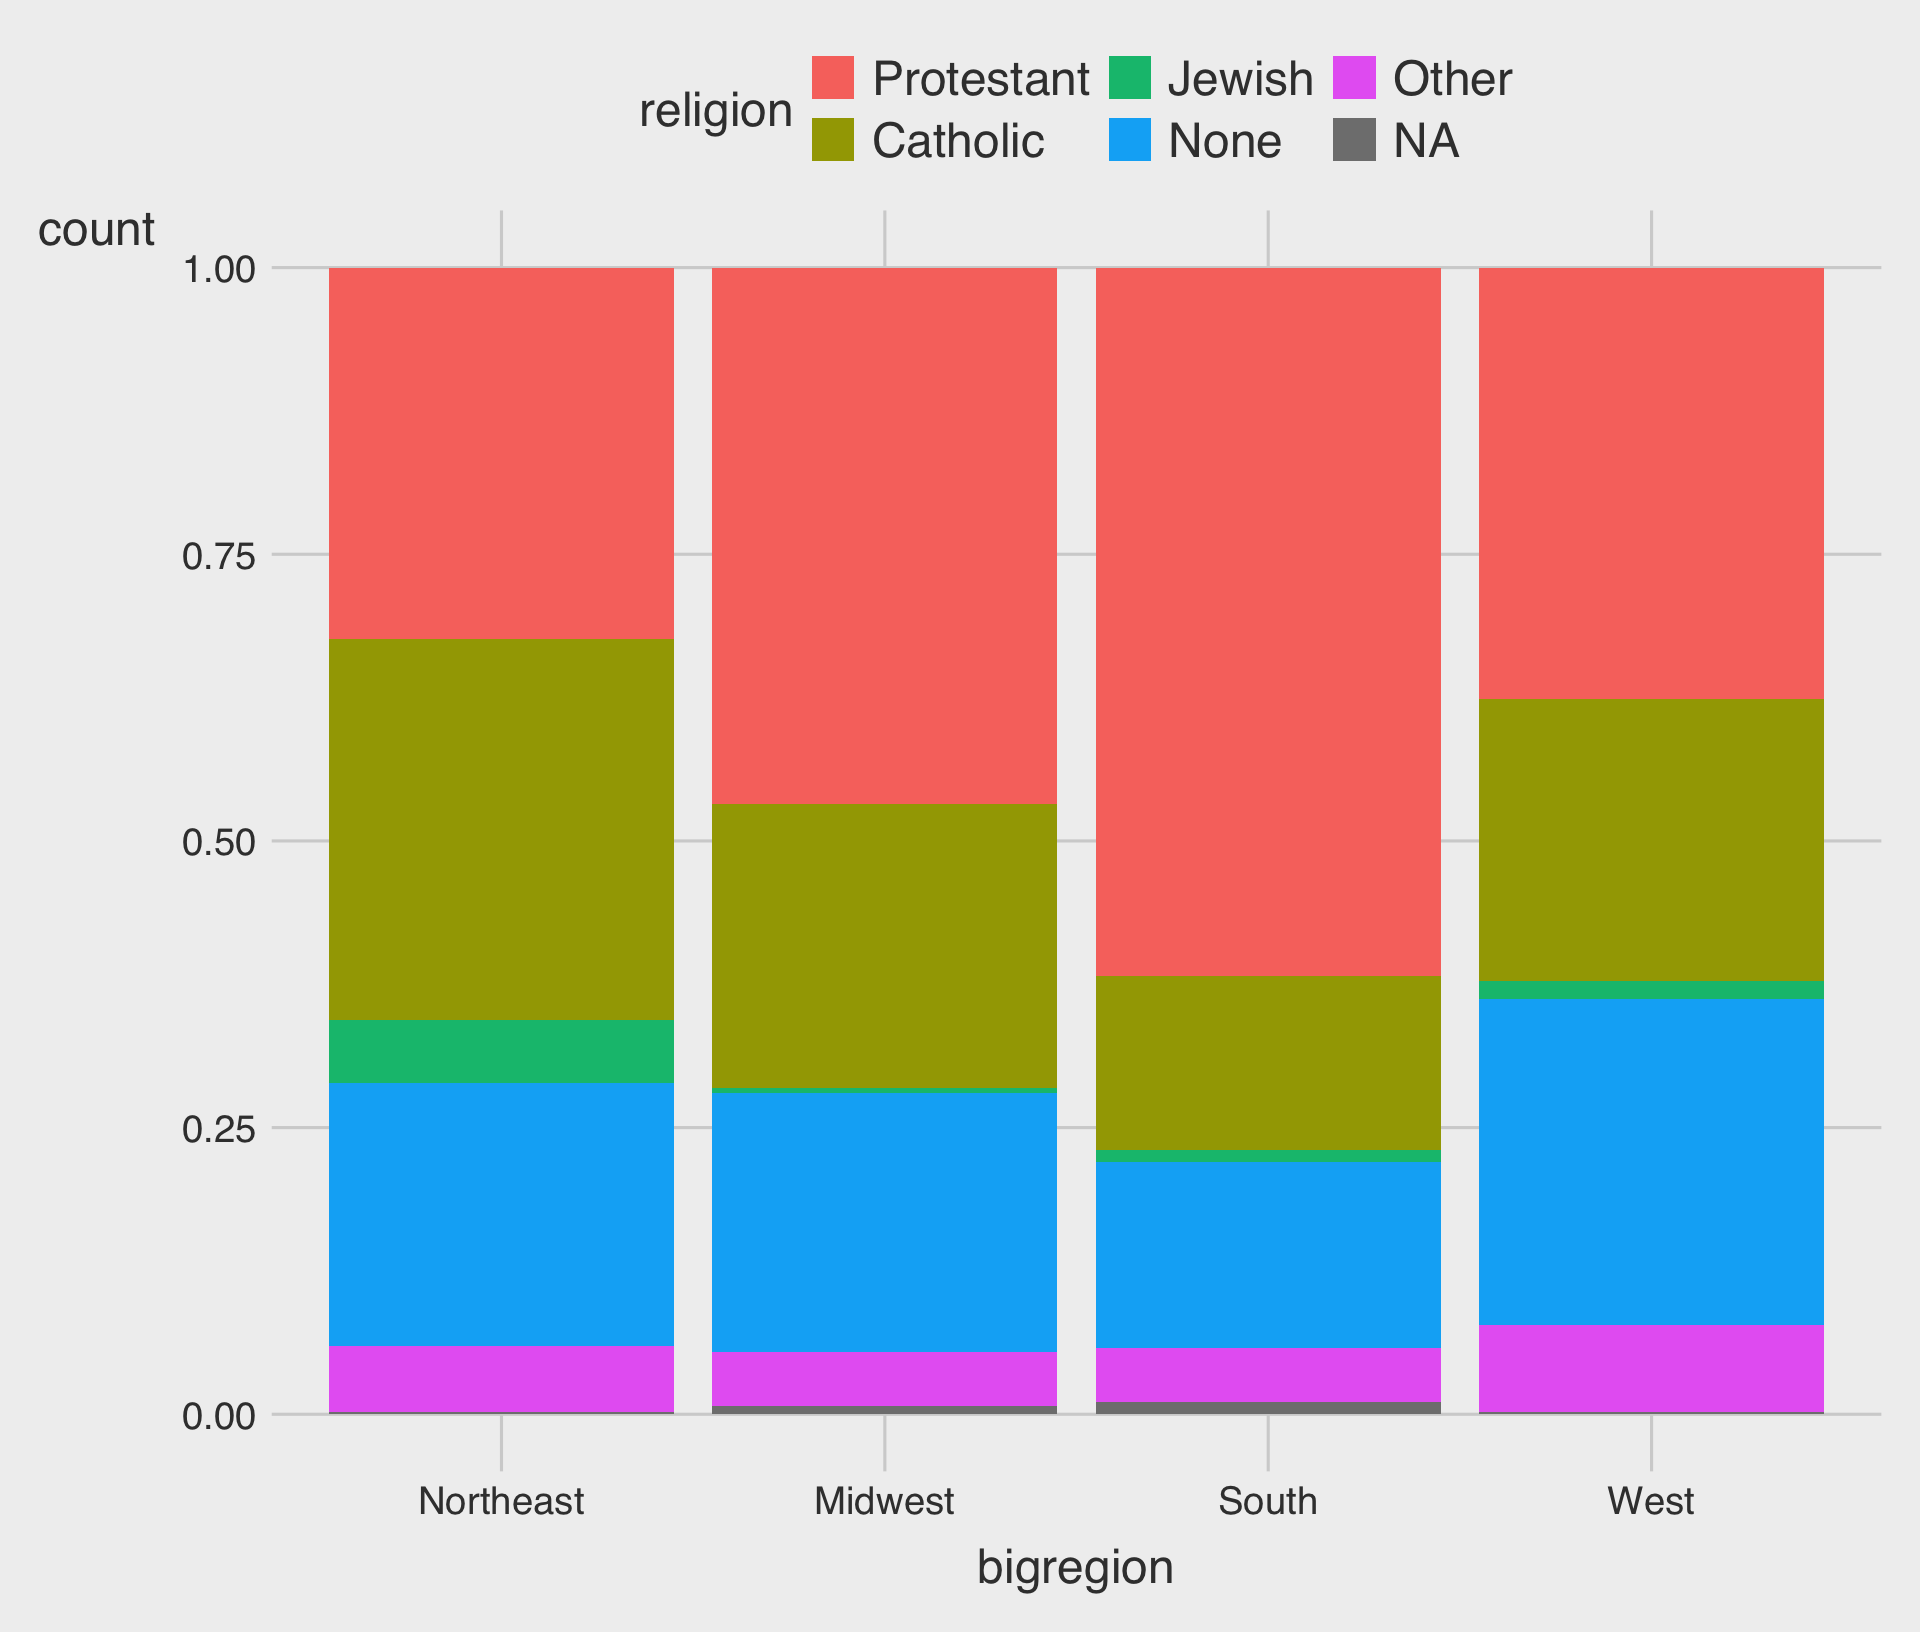 religion
Protestant Jewish Other
Catholic None NA
count
1.00
0.75
0.50
0.25
0.00
Northeast Midwest South West
bigregion